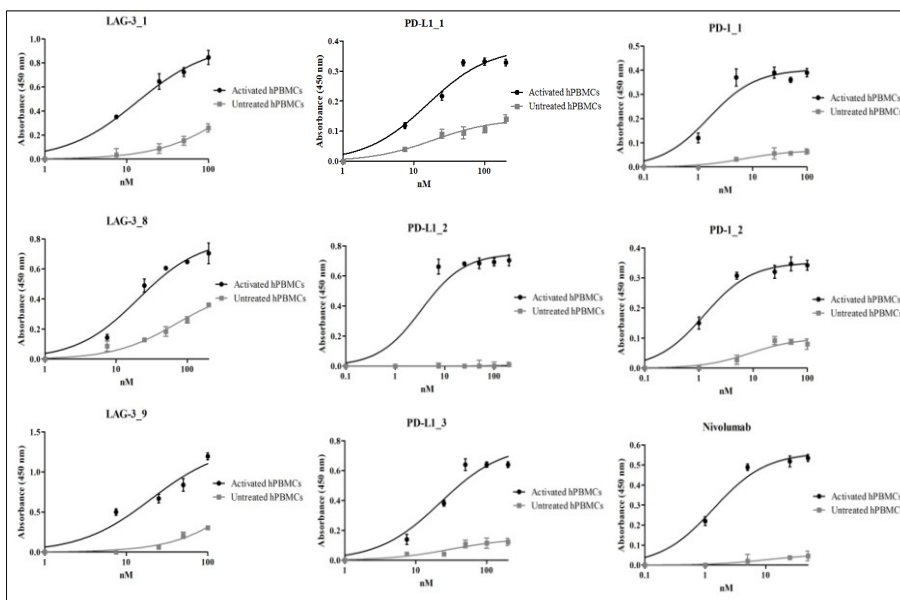 LAG-3_1
Absorbance (450 nm)
1.0
0.8
0.6
0.4
0.2
0.0
1
10
100
nM
Activated hPBMCs
Untreated hPBMCs
PD-L1_1
Absorbance (450 nm)
0.4
0.3
0.2
0.1
0.0
1
10
100
nM
Activated hPBMCs
Untreated hPBMCs
PD-1_1
Absorbance (450 nm)
0.5
0.4
0.3
0.2
0.1
0.0
0.1
1
10
100
nM
Activated hPBMCs
Untreated hPBMCs
LAG-3_8
Absorbance (450 nm)
0.8
0.6
0.4
0.2
0.0
1
10
100
nM
Activated hPBMCs
Untreated hPBMCs
PD-L1_2
Absorbance (450 nm)
0.8
0.6
0.4
0.2
0.0
0.1
1
10
100
nM
Activated hPBMCs
Untreated hPBMCs
PD-1_2
Absorbance (450 nm)
0.5
0.4
0.3
0.2
0.1
0.0
0.1
1
10
100
nM
Activated hPBMCs
Untreated hPBMCs
LAG-3_9
Absorbance (450 nm)
1.5
1.0
0.5
0.0
1
10
100
nM
Activated hPBMCs
Untreated hPBMCs
PD-L1_3
Absorbance (450 nm)
0.8
0.6
0.4
0.2
0.0
1
10
100
nM
Activated hPBMCs
Untreated hPBMCs
Nivolumab
Absorbance (450 nm)
0.6
0.4
0.2
0.0
0.1
1
10
nM
Activated hPBMCs
Untreated hPBMC